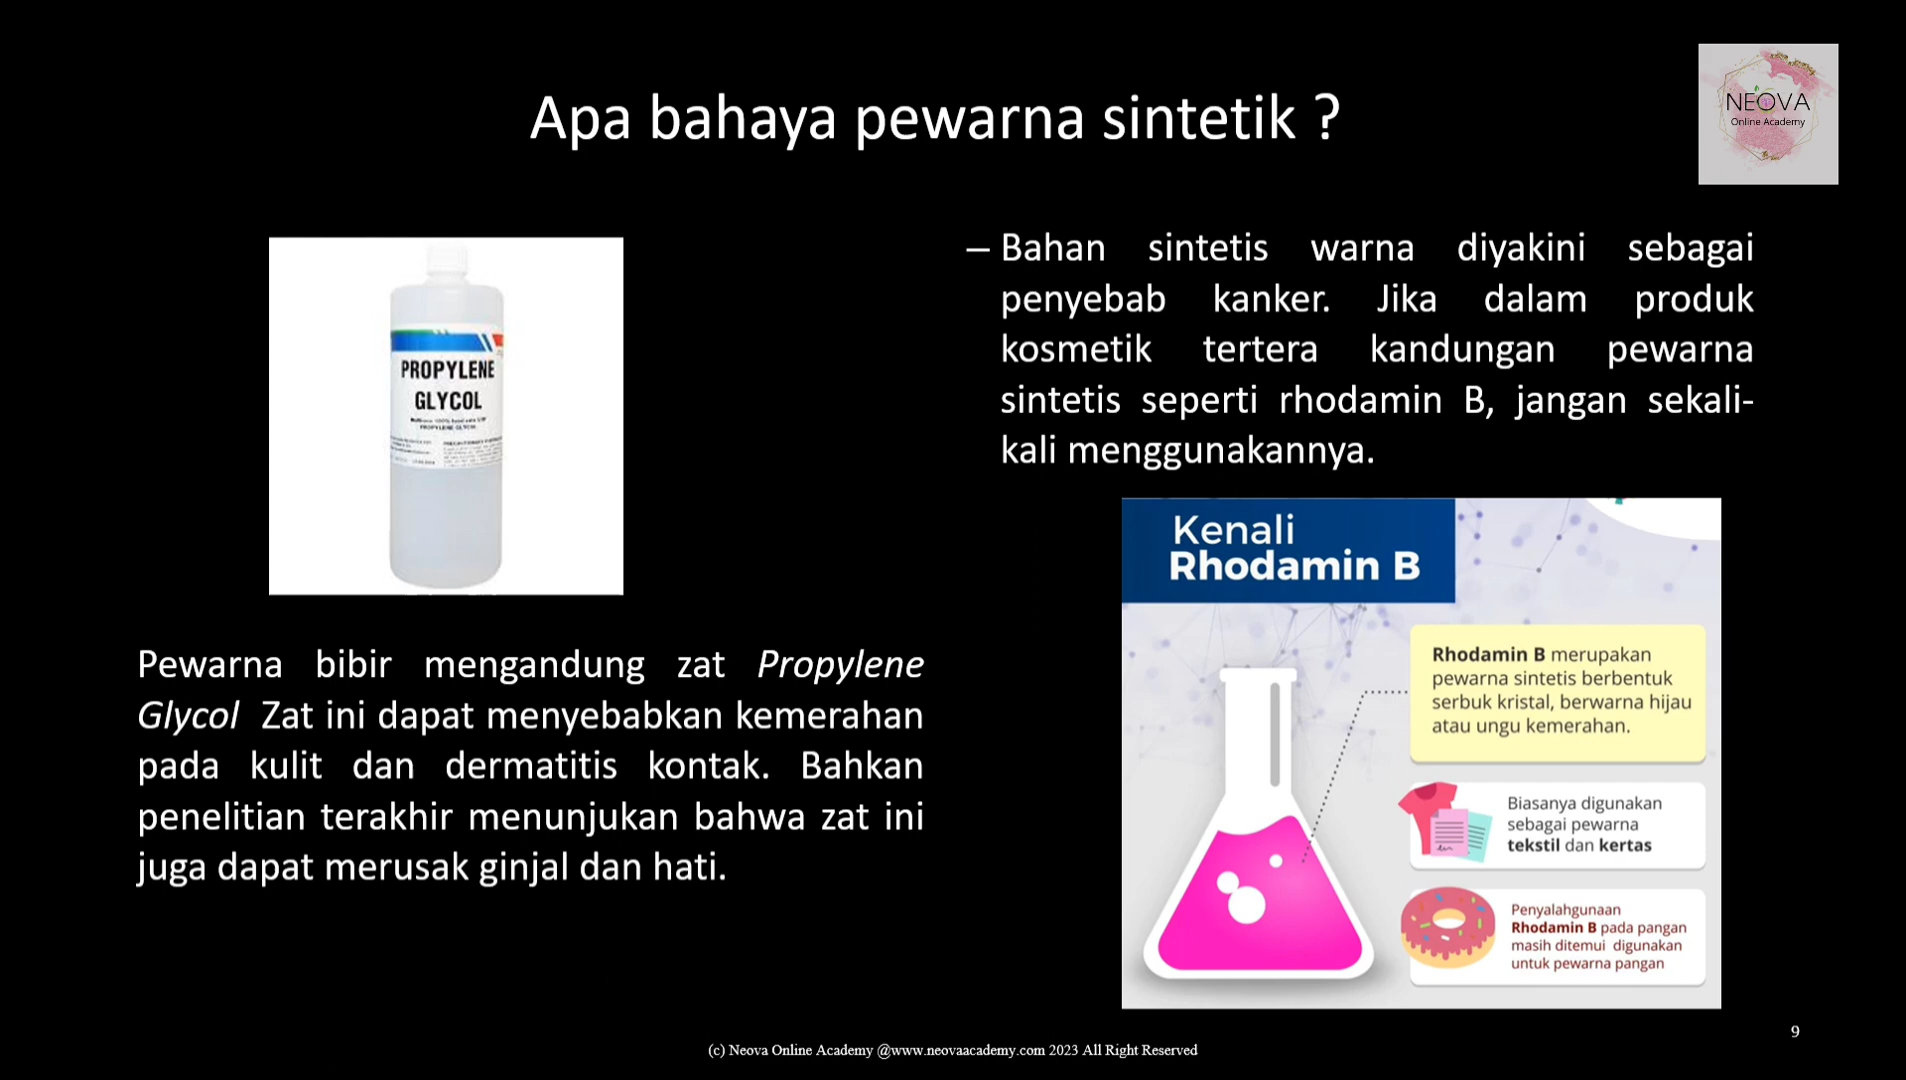 Apa bahaya pewarna sintetik ?
NEOVA
Online Academy
PROPYLENE
GLYCOL
PROPYLENE GLYCOL
Pewarna bibir mengandung zat Propylene
Glycol Zat ini dapat menyebabkan kemerahan
pada kulit dan dermatitis kontak. Bahkan
penelitian terakhir menunjukan bahwa zat ini
juga dapat merusak ginjal dan hati.
– Bahan sintetis warna diyakini sebagai
penyebab kanker. Jika dalam produk
kosmetik tertera kandungan pewarna
sintetis seperti rhodamin B, jangan sekali-
kali menggunakannya.
Kenali
Rhodamin B
Rhodamin B merupakan
pewarna sintetis berbentuk
serbuk kristal, berwarna hijau
atau ungu kemerahan.
Biasanya digunakan
sebagai pewarna
tekstil dan kertas
Penyalahgunaan
Rhodamin B pada pangan
masih ditemui digunakan
untuk pewarna pangan
9
(c) Neova Online Academy @www.neovaacademy.com 2023 All Right Reserved